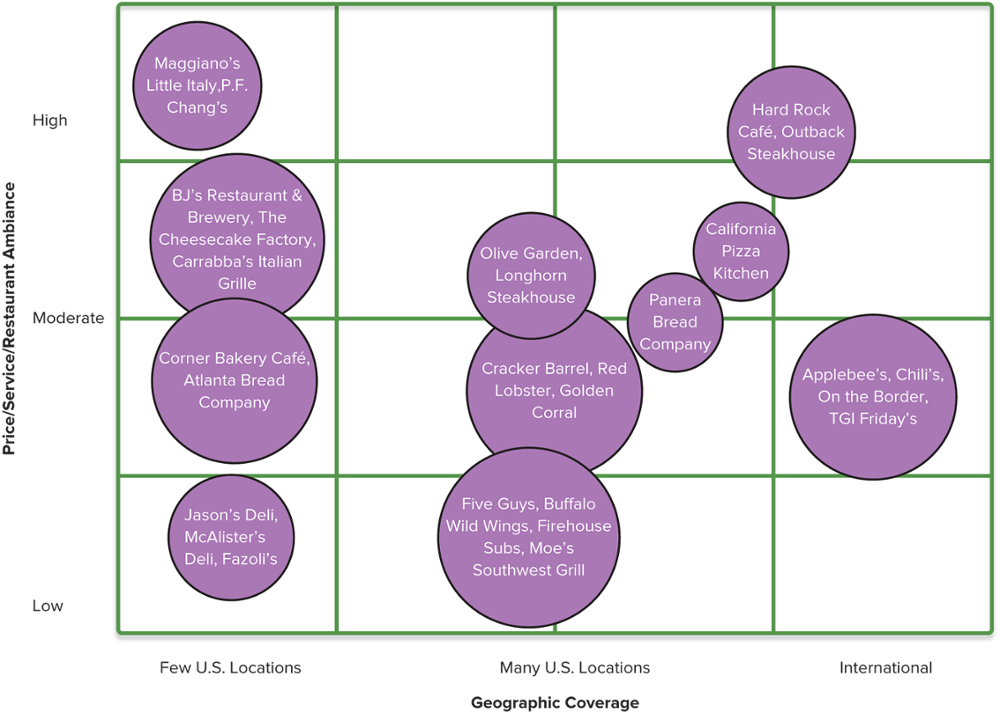 Price/Service/Restaurant Ambiance
High
Moderate
Low
Maggiano’s
Little Italy,P.F.
Chang’s
Hard Rock
Café, Outback
Steakhouse
BJ’s Restaurant &
Brewery, The
Cheesecake Factory,
Carrabba’s Italian
Grille
Olive Garden,
Longhorn
Steakhouse
California
Pizza
Kitchen
Panera
Bread
Company
Corner Bakery Café,
Atlanta Bread
Company
Cracker Barrel, Red
Lobster, Golden
Corral
Applebee’s, Chili’s,
On the Border,
TGI Friday’s
Jason’s Deli,
McAlister’s
Deli, Fazoli’s
Five Guys, Buffalo
Wild Wings, Firehouse
Subs, Moe’s
Southwest Grill
Few U.S. Locations
Many U.S. Locations
International
Geographic Coverage